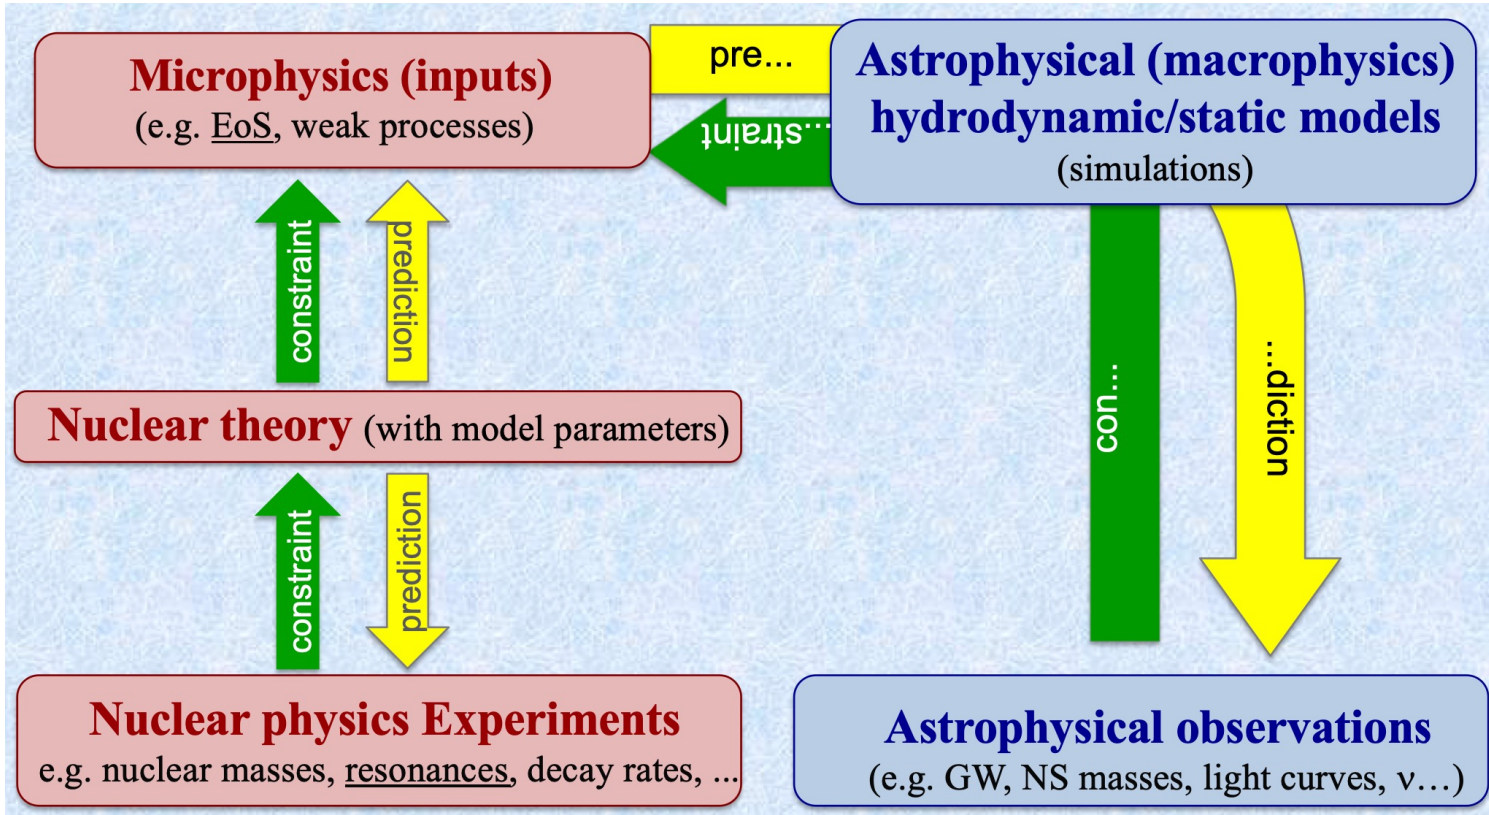 Microphysics (inputs)
(e.g. EoS, weak processes)
pre...
...straint
Astrophysical (macrophysics)
hydrodynamic/static models
(simulations)
constraint
prediction
Nuclear theory (with model parameters)
constraint
prediction
con...
...diction
Nuclear physics Experiments
e.g. nuclear masses, resonances, decay rates, ...
Astrophysical observations
(e.g. GW, NS masses, light curves, ν…)